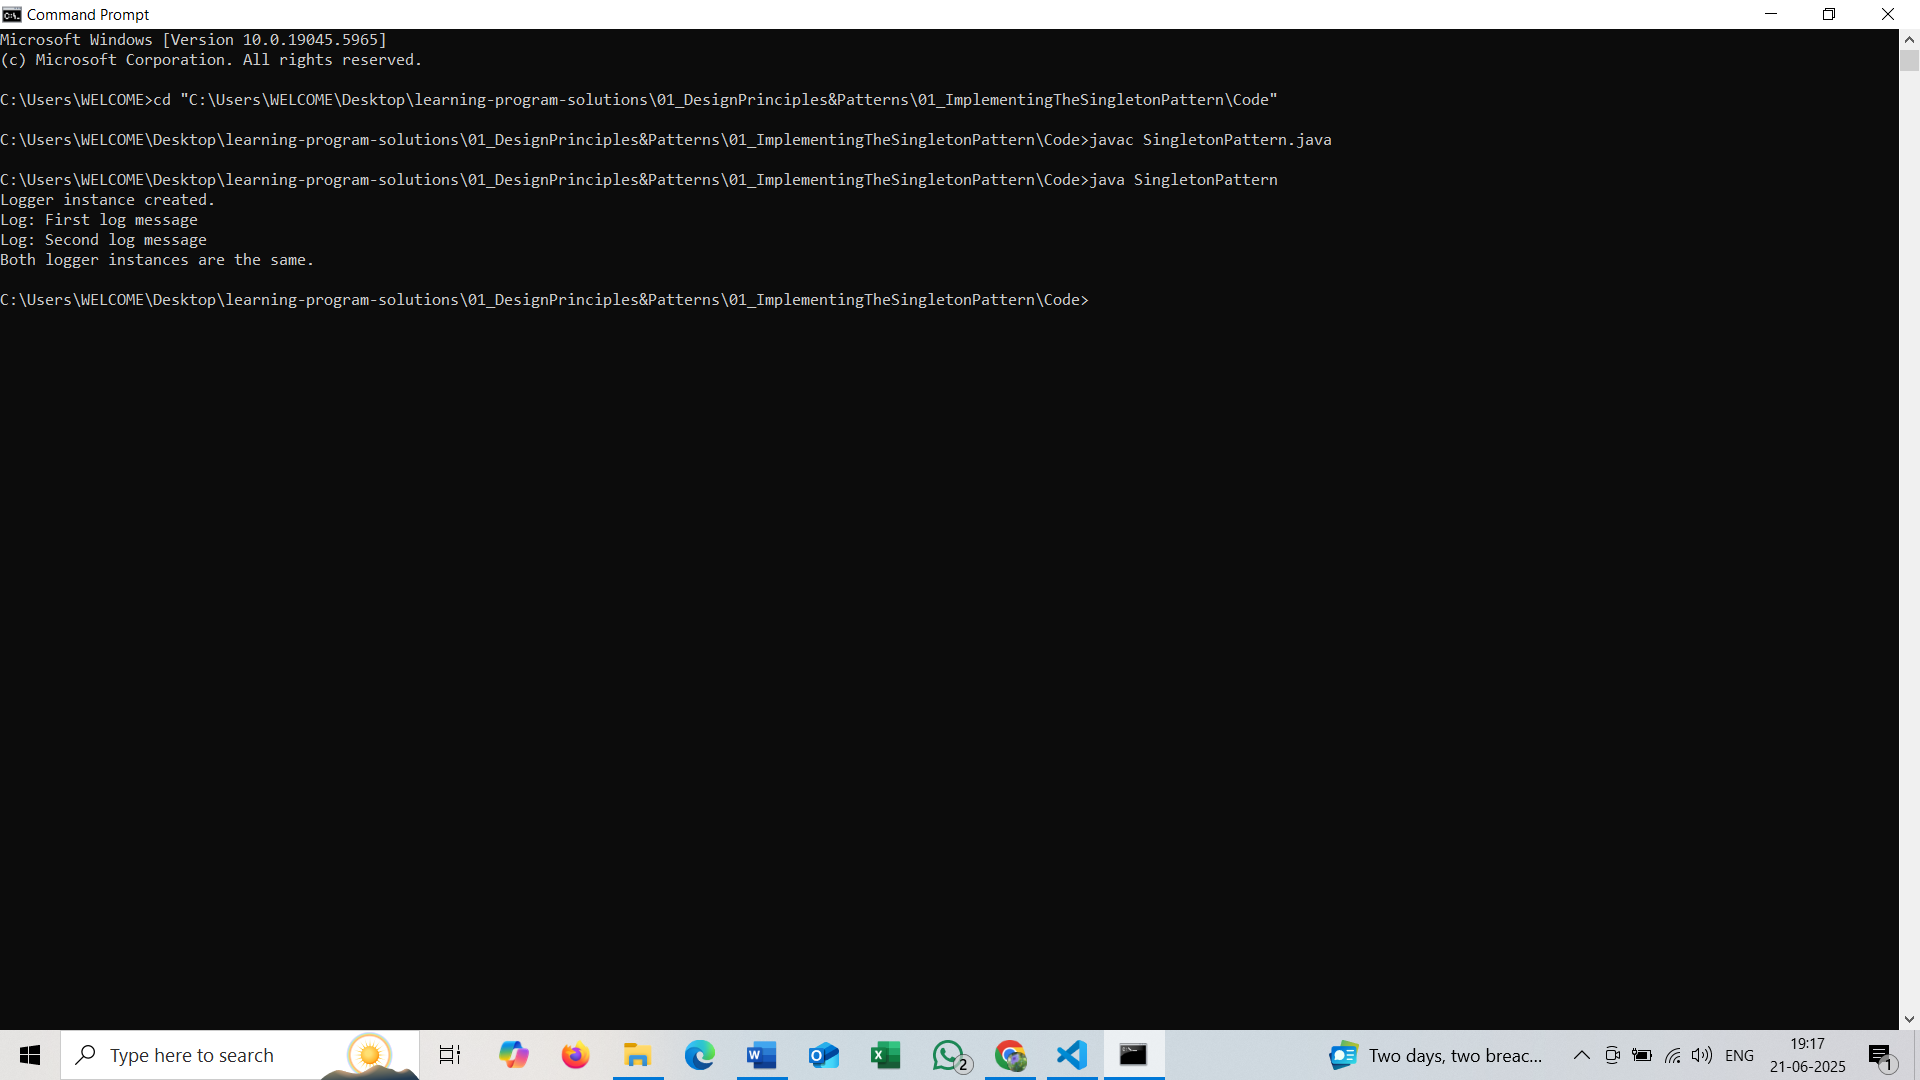 Command Prompt
Microsoft Windows [Version 10.0.19045.5965]
(c) Microsoft Corporation. All rights reserved.
C:\Users\WELCOME>cd "C:\Users\WELCOME\Desktop\learning-program-solutions\01_DesignPrinciples&Patterns\01_ImplementingTheSingletonPattern\Code"
C:\Users\WELCOME\Desktop\learning-program-solutions\01_DesignPrinciples&Patterns\01_ImplementingTheSingletonPattern\Code>javac SingletonPattern.java
C:\Users\WELCOME\Desktop\learning-program-solutions\01_DesignPrinciples&Patterns\01_ImplementingTheSingletonPattern\Code>java SingletonPattern
Logger instance created.
Log: First log message
Log: Second log message
Both logger instances are the same.
C:\Users\WELCOME\Desktop\learning-program-solutions\01_DesignPrinciples&Patterns\01_ImplementingTheSingletonPattern\Code>
Type here to search
2
Two days, two breac...
ENG
19:17
21-06-2025
1